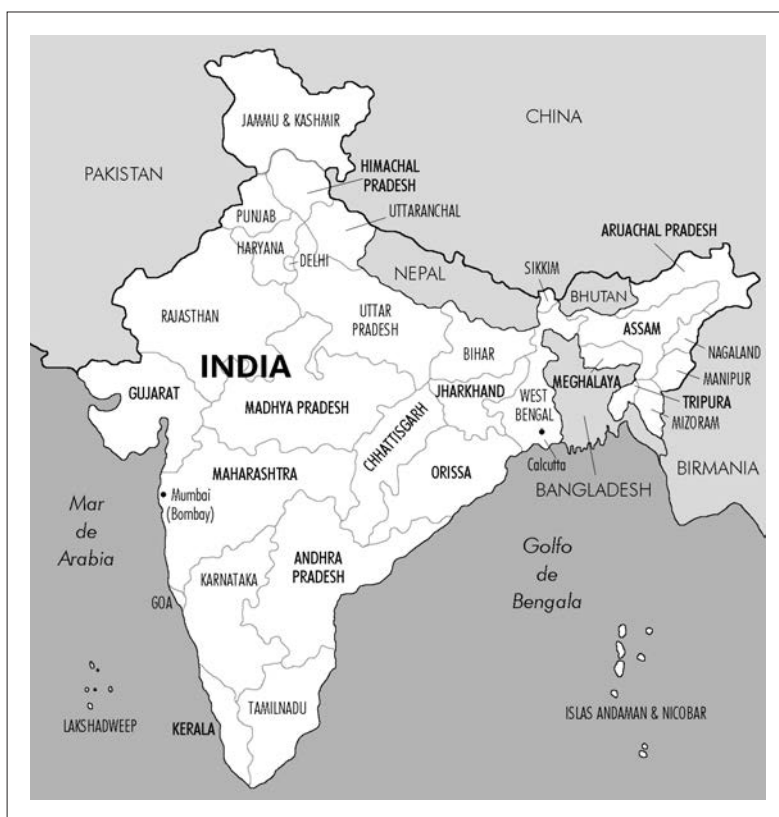 CHINA
JAMMU & KASHMIR
PAKISTAN
HIMACHAL
PRADESH
PUNJAB
UTTARANCHAL
HARYANA
DELHI
ARUACHAL PRADESH
NEPAL
SIKKIM
BHUTAN
RAJASTHAN
UTTAR
PRADESH
ASSAM
BIHAR
NAGALAND
INDIA
GUJARAT
MADHYA PRADESH
JHARKHAND
WEST
BENGAL
MEGHALAYA
MANIPUR
TRIPURA
MIZORAM
CHHATTISGARH
Calcutta
BIRMANIA
MAHARASHTRA
ORISSA
BANGLADESH
Mumbai
(Bombay)
Mar
de
Arabia
ANDHRA
PRADESH
Golfo
de
Bengala
KARNATAKA
GOA
LAKSHADWEEP
KERALA
TAMILNADU
ISLAS ANDAMAN & NICOBAR